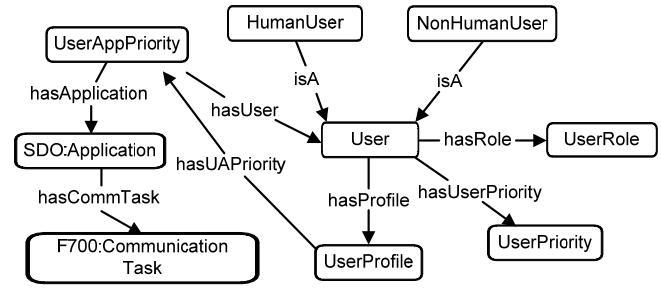 HumanUser
NonHumanUser
UserAppPriority
isA
isA
hasApplication
hasUser
SDO:Application
User
hasRole
UserRole
hasUAPriority
hasCommTask
hasProfile
hasUserPriority
F700:Communication
Task
UserProfile
UserPriority